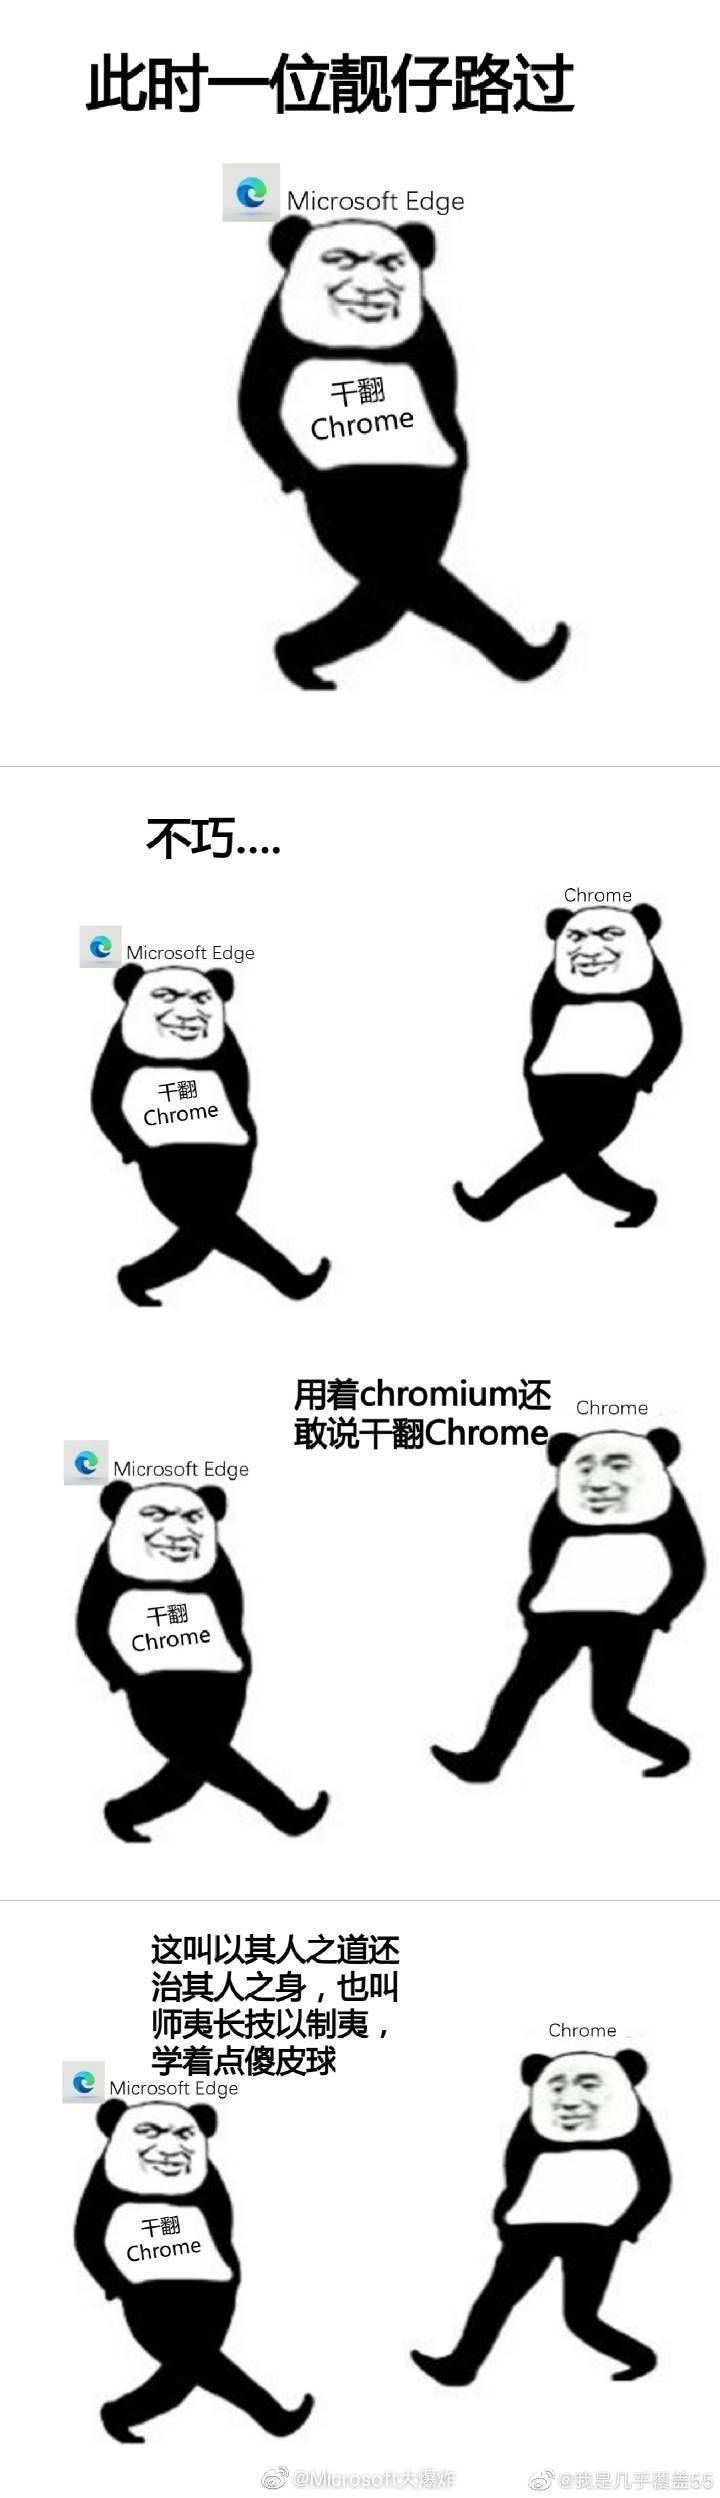 此时一位靓仔路过
Microsoft Edge
干翻
Chrome
不巧....
Chrome
Microsoft Edge
干翻
Chrome
用着chromium还
敢说干翻Chrome
Chrome
Microsoft Edge
干翻
Chrome
这叫以其人之道还
治其人之身，也叫
师夷长技以制夷，
学着点傻皮球
Chrome
Microsoft Edge
干翻
Chrome
@Microsoft大爆炸
@我是几乎覆盖55